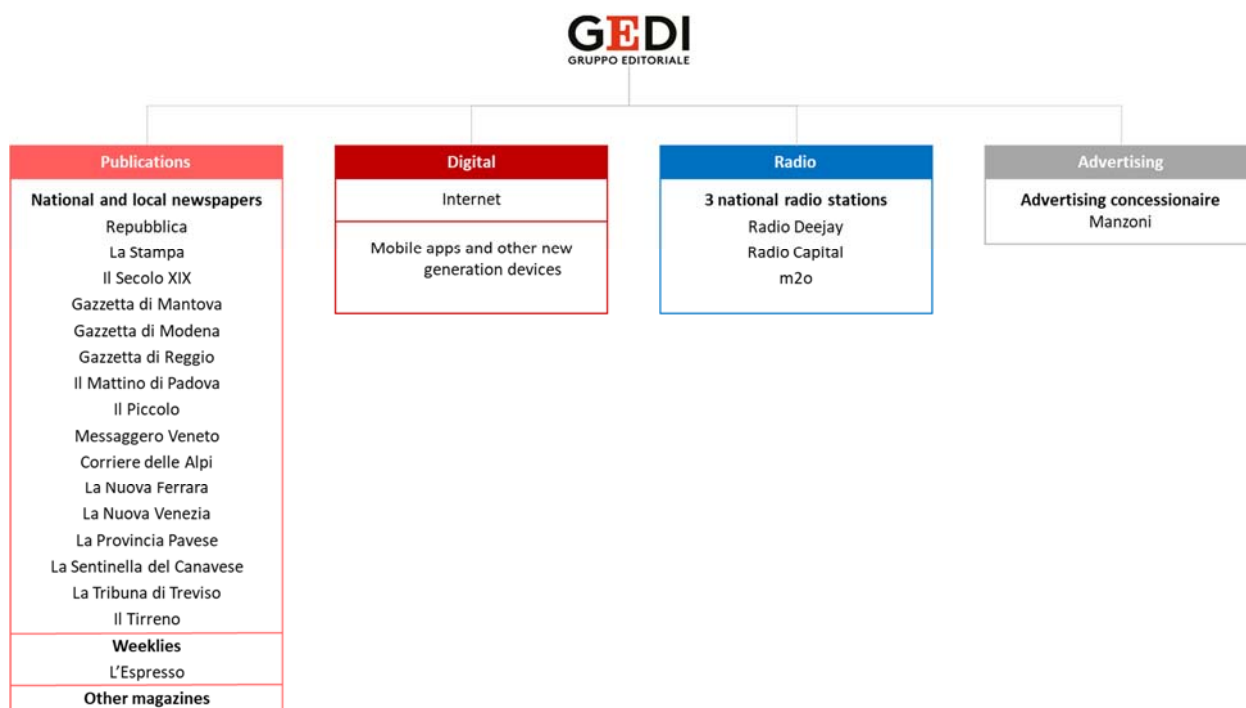 GEDI
GRUPPO EDITORIALE
Publications
National and local newspapers
Repubblica
La Stampa
Il Secolo XIX
Gazzetta di Mantova
Gazzetta di Modena
Gazzetta di Reggio
Il Mattino di Padova
Il Piccolo
Messaggero Veneto
Corriere delle Alpi
La Nuova Ferrara
La Nuova Venezia
La Provincia Pavese
La Sentinella del Canavese
La Tribuna di Treviso
Il Tirreno
Weeklies
L’Espresso
Other magazines
Digital
Internet
Mobile apps and other new
generation devices
Radio
3 national radio stations
Radio Deejay
Radio Capital
m2o
Advertising
Advertising concessionaire
Manzoni